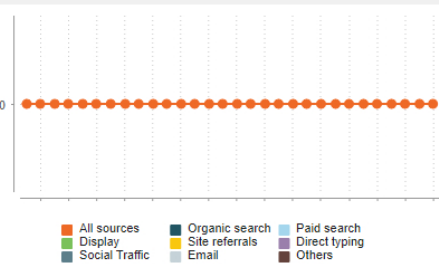 0
All sources Organic search Paid search
Display Site referrals Direct typing
Social Traffic Email Others